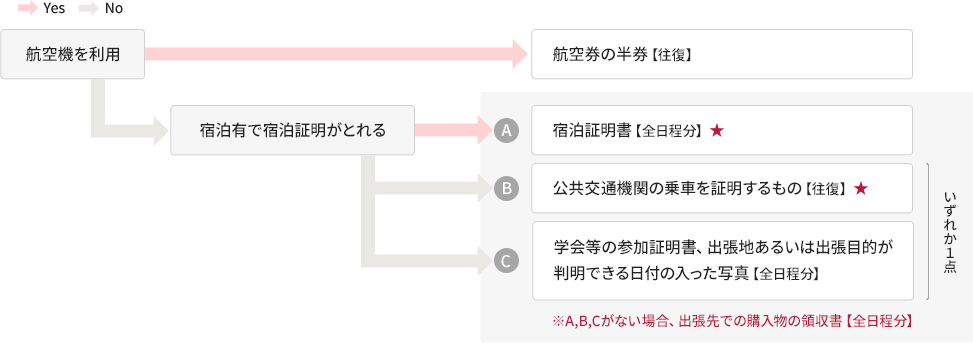 Yes No
航空機を利用
航空券の半券【往復】
宿泊有で宿泊証明がとれる
A 宿泊証明書【全日程分】★
B 公共交通機関の乗車を証明するもの【往復】★
C 学会等の参加証明書、出張地あるいは出張目的が
判明できる日付の入った写真【全日程分】
いずれか1点
※A,B,Cがない場合、出張先での購入物の領収書【全日程分】